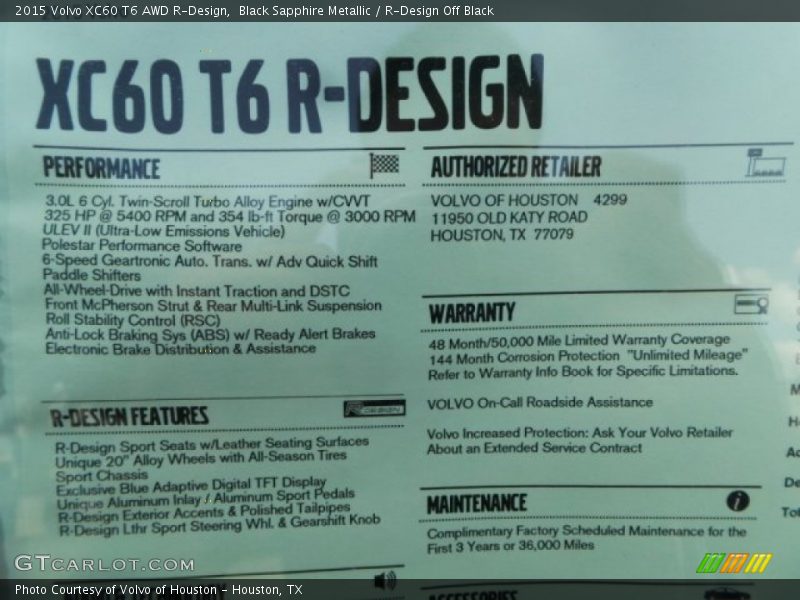 2015 Volvo XC60 T6 AWD R-Design,  Black Sapphire Metallic / R-Design Off Black
XC60 T6 R-DESIGN
PERFORMANCE
3.0L 6 Cyl. Twin-Scroll Turbo Alloy Engine w/CVVT
325 HP @ 5400 RPM and 354 lb-ft Torque @ 3000 RPM
ULEV II (Ultra-Low Emissions Vehicle)
Polestar Performance Software
6-Speed Geartronic Auto. Trans. w/ Adv Quick Shift
Paddle Shifters
All-Wheel-Drive with Instant Traction and DSTC
Front McPherson Strut & Rear Multi-Link Suspension
Roll Stability Control (RSC)
Anti-Lock Braking Sys (ABS) w/ Ready Alert Brakes
Electronic Brake Distribution & Assistance
R-DESIGN FEATURES
R-DESIGN
R-Design Sport Seats w/Leather Seating Surfaces
Unique 20" Alloy Wheels with All-Season Tires
Sport Chassis
Exclusive Blue Adaptive Digital TFT Display
Unique Aluminum Inlay / Aluminum Sport Pedals
R-Design Exterior Accents & Polished Tailpipes
R-Design Lthr Sport Steering Whl. & Gearshift Knob
AUTHORIZED RETAILER
VOLVO OF HOUSTON 4299
11950 OLD KATY ROAD
HOUSTON, TX 77079
WARRANTY
48 Month/50,000 Mile Limited Warranty Coverage
144 Month Corrosion Protection "Unlimited Mileage"
Refer to Warranty Info Book for Specific Limitations.
VOLVO On-Call Roadside Assistance
Volvo Increased Protection: Ask Your Volvo Retailer
About an Extended Service Contract
MAINTENANCE
Complimentary Factory Scheduled Maintenance for the
First 3 Years or 36,000 Miles
GTCARLOT.COM
Photo Courtesy of Volvo of Houston - Houston, TX